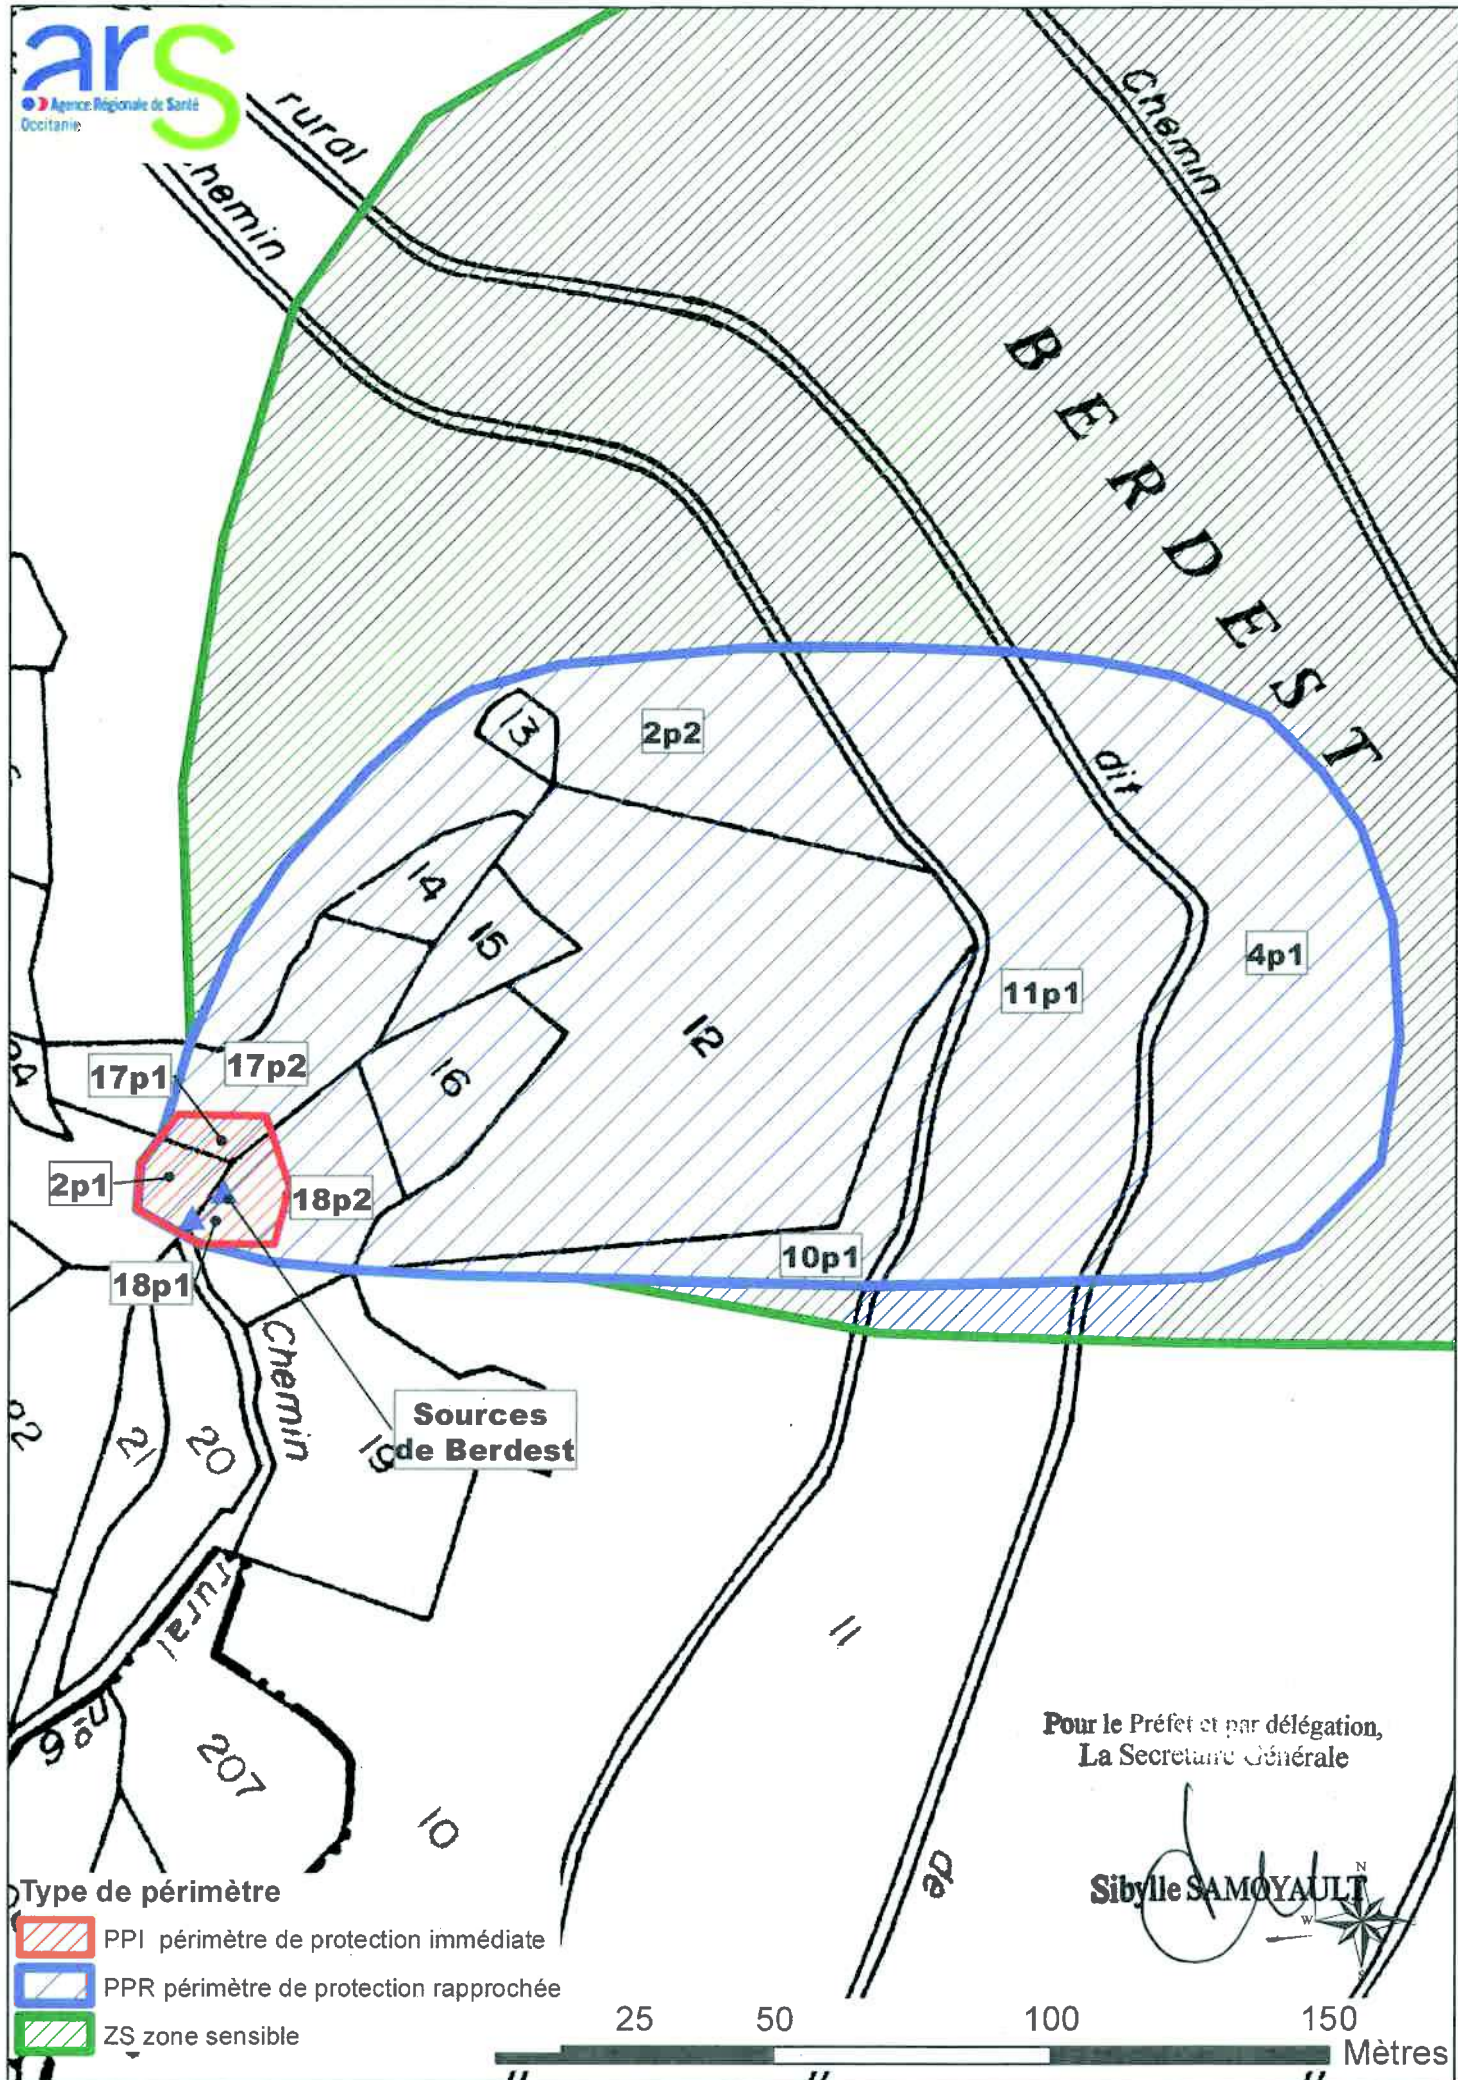 ars
Agence Régionale de Santé
Occitanie
rural
chemin
Chemin
BERDEST
13
2p2
dit
14
15
4p1
11p1
12
17p2
17p1
16
2p1
18p2
10p1
18p1
Chemin
Sources
de Berdest
19
21
20
rural
11
n°
9
207
10
de
Pour le Préfet et par délégation,
La Secrétaire Générale
Sibylle SAMOYAULT
N
W
S
Type de périmètre
PPI périmètre de protection immédiate
PPR périmètre de protection rapprochée
ZS zone sensible
25 50 100 150
Mètres